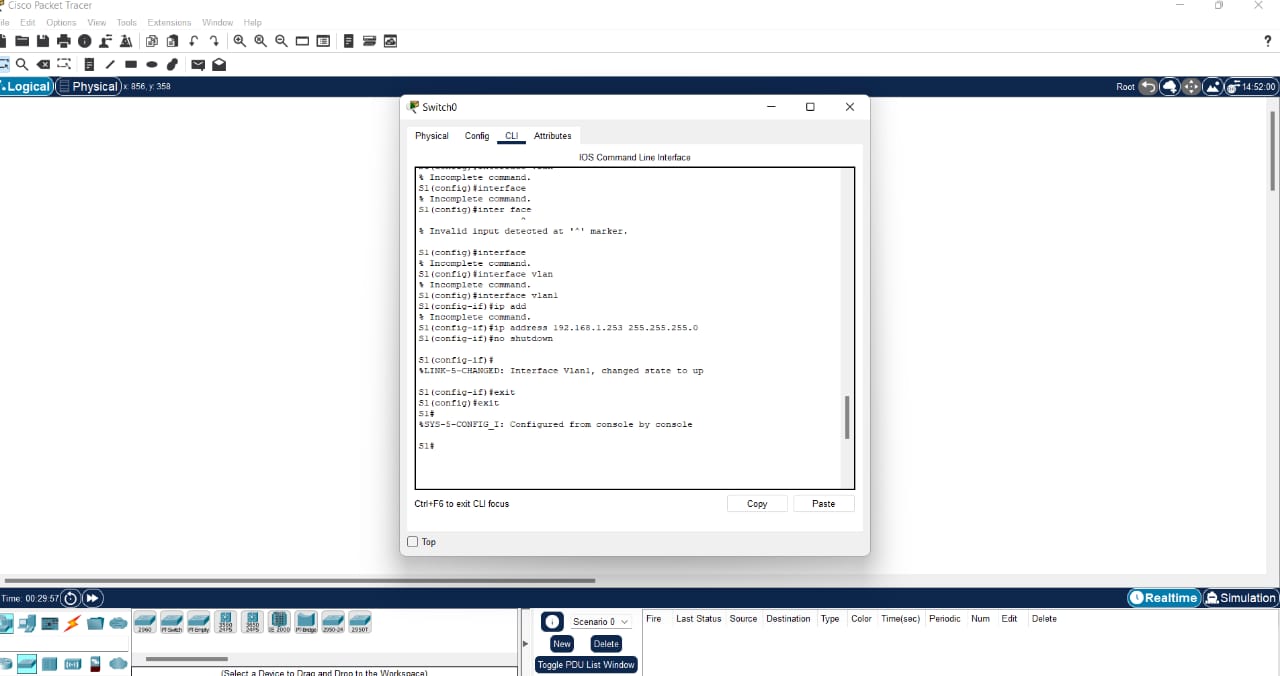 Cisco Packet Tracer
File Edit Options View Tools Extensions Window Help
?
Logical Physical x: 856, y: 358
Root 14:52:00
Switch0
Physical Config CLI Attributes
IOS Command Line Interface
% Incomplete command.
S1(config)#interface
% Incomplete command.
S1(config)#inter face
^
% Invalid input detected at '^' marker.
S1(config)#interface
% Incomplete command.
S1(config)#interface vlan
% Incomplete command.
S1(config)#interface vlan1
S1(config-if)#ip add
% Incomplete command.
S1(config-if)#ip address 192.168.1.253 255.255.255.0
S1(config-if)#no shutdown
S1(config-if)#
%LINK-5-CHANGED: Interface Vlan1, changed state to up
S1(config-if)#exit
S1(config)#exit
S1#
%SYS-5-CONFIG_I: Configured from console by console
S1#
Ctrl+F6 to exit CLI focus
Copy Paste
Top
Time: 00:29:57
Realtime Simulation
2960 PT-Switch PT-Empty 3560 24PS 3650 24PS IE 2000 PT-Bridge 2950-24 2950T
Scenario 0
New Delete
Toggle PDU List Window
Fire Last Status Source Destination Type Color Time(sec) Periodic Num Edit Delete
(Select a Device to Drag and Drop to the Workspace)